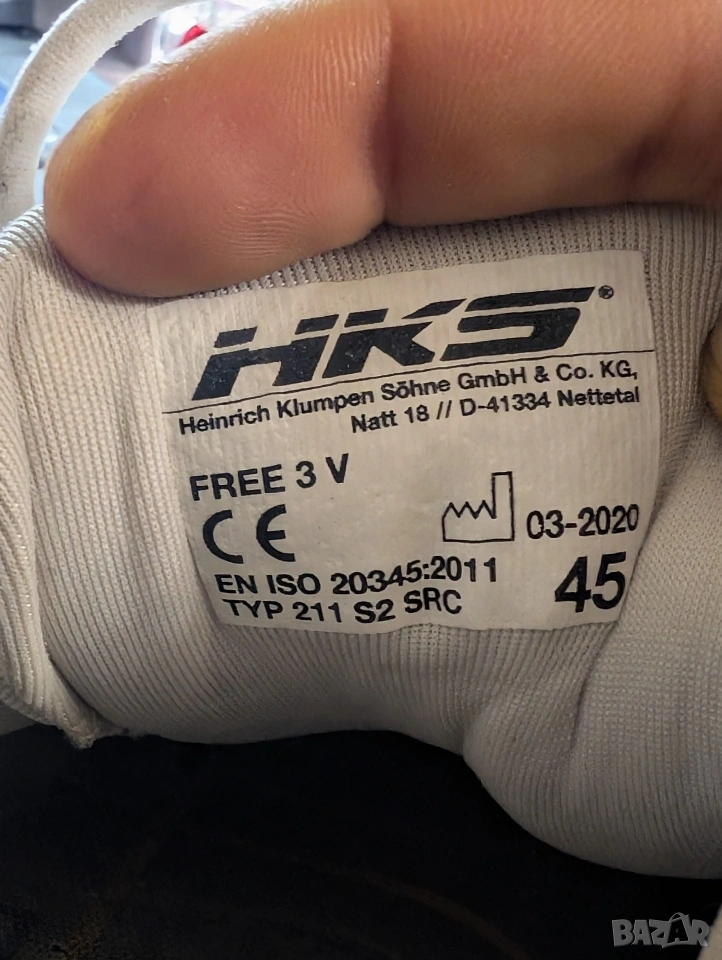 HKS®
Heinrich Klumpen Söhne GmbH & Co. KG,
Natt 18 // D-41334 Nettetal
FREE 3 V
CE
03-2020
EN ISO 20345:2011
TYP 211 S2 SRC
45
BAZAR